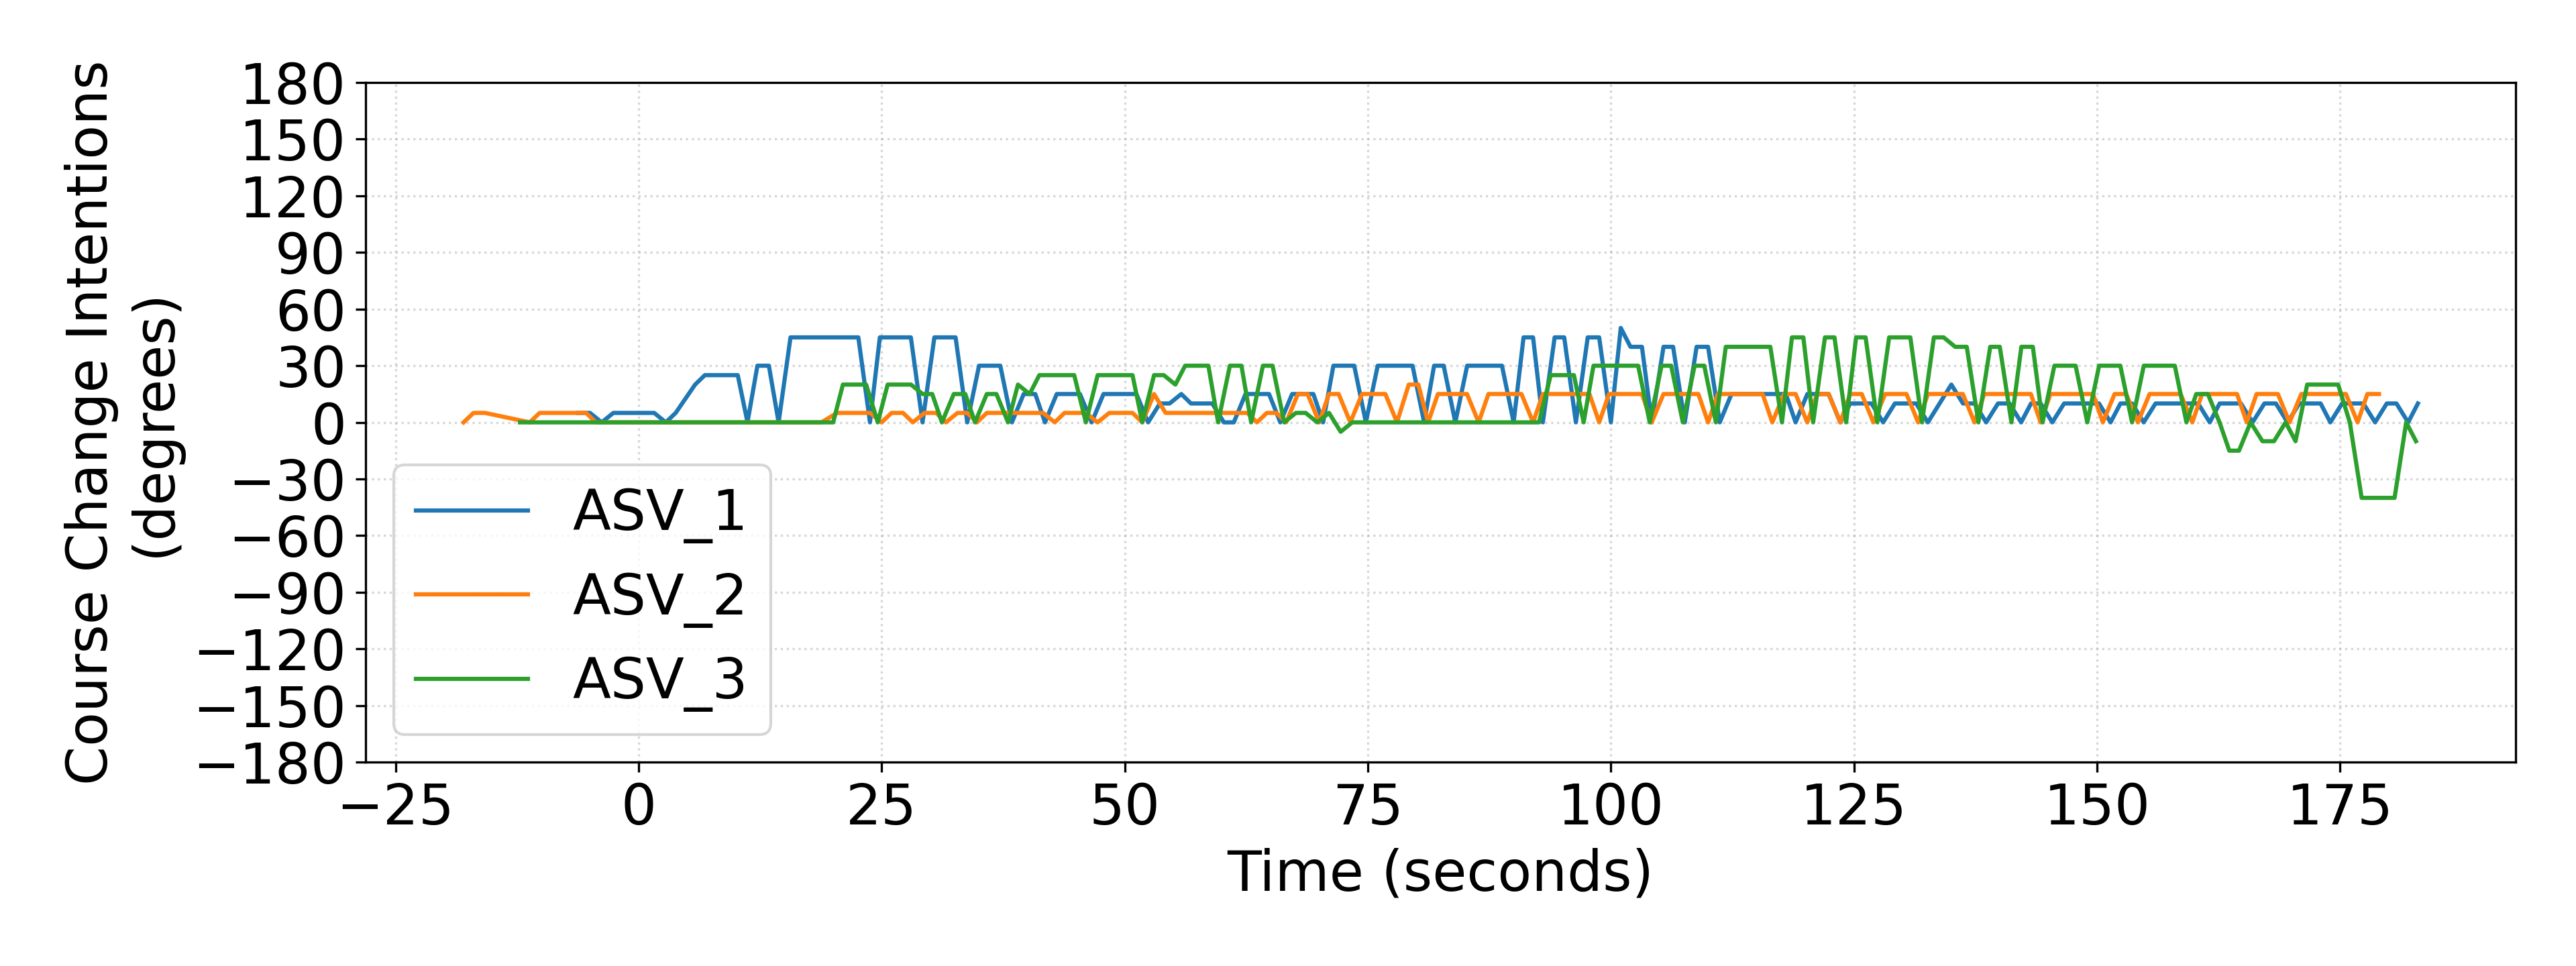 Course Change Intentions
(degrees)
180
150
120
90
60
30
0
−30
−60
−90
−120
−150
−180
ASV_1
ASV_2
ASV_3
−25 0 25 50 75 100 125 150 175
Time (seconds)